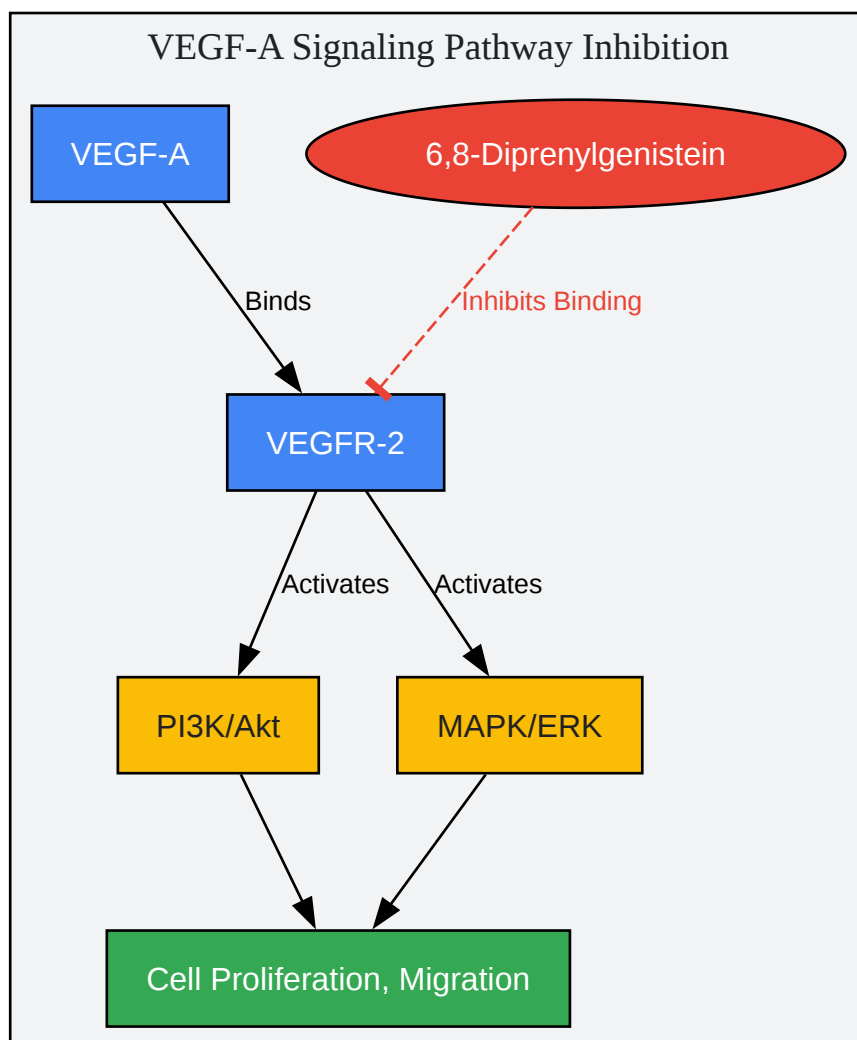 VEGF-A Signaling Pathway Inhibition
VEGF-A
6,8-Diprenylgenistein
Binds
Inhibits Binding
VEGFR-2
Activates
Activates
PI3K/Akt
MAPK/ERK
Cell Proliferation, Migration